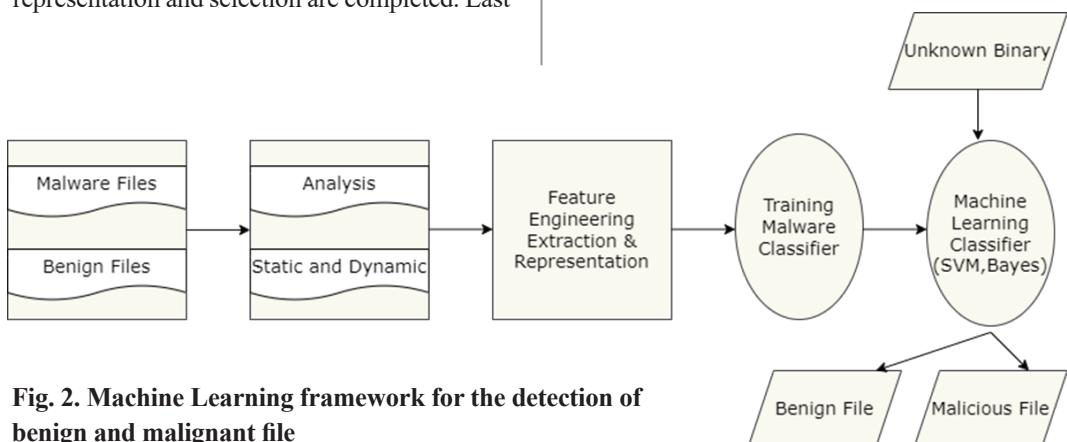 representation and selection are completed. Last
Unknown Binary
Malware Files
Benign Files
Analysis
Static and Dynamic
Feature
Engineering
Extraction &
Representation
Training
Malware
Classifier
Machine
Learning
Classifier
(SVM,Bayes)
Benign File
Malicious File
Fig. 2. Machine Learning framework for the detection of
benign and malignant file